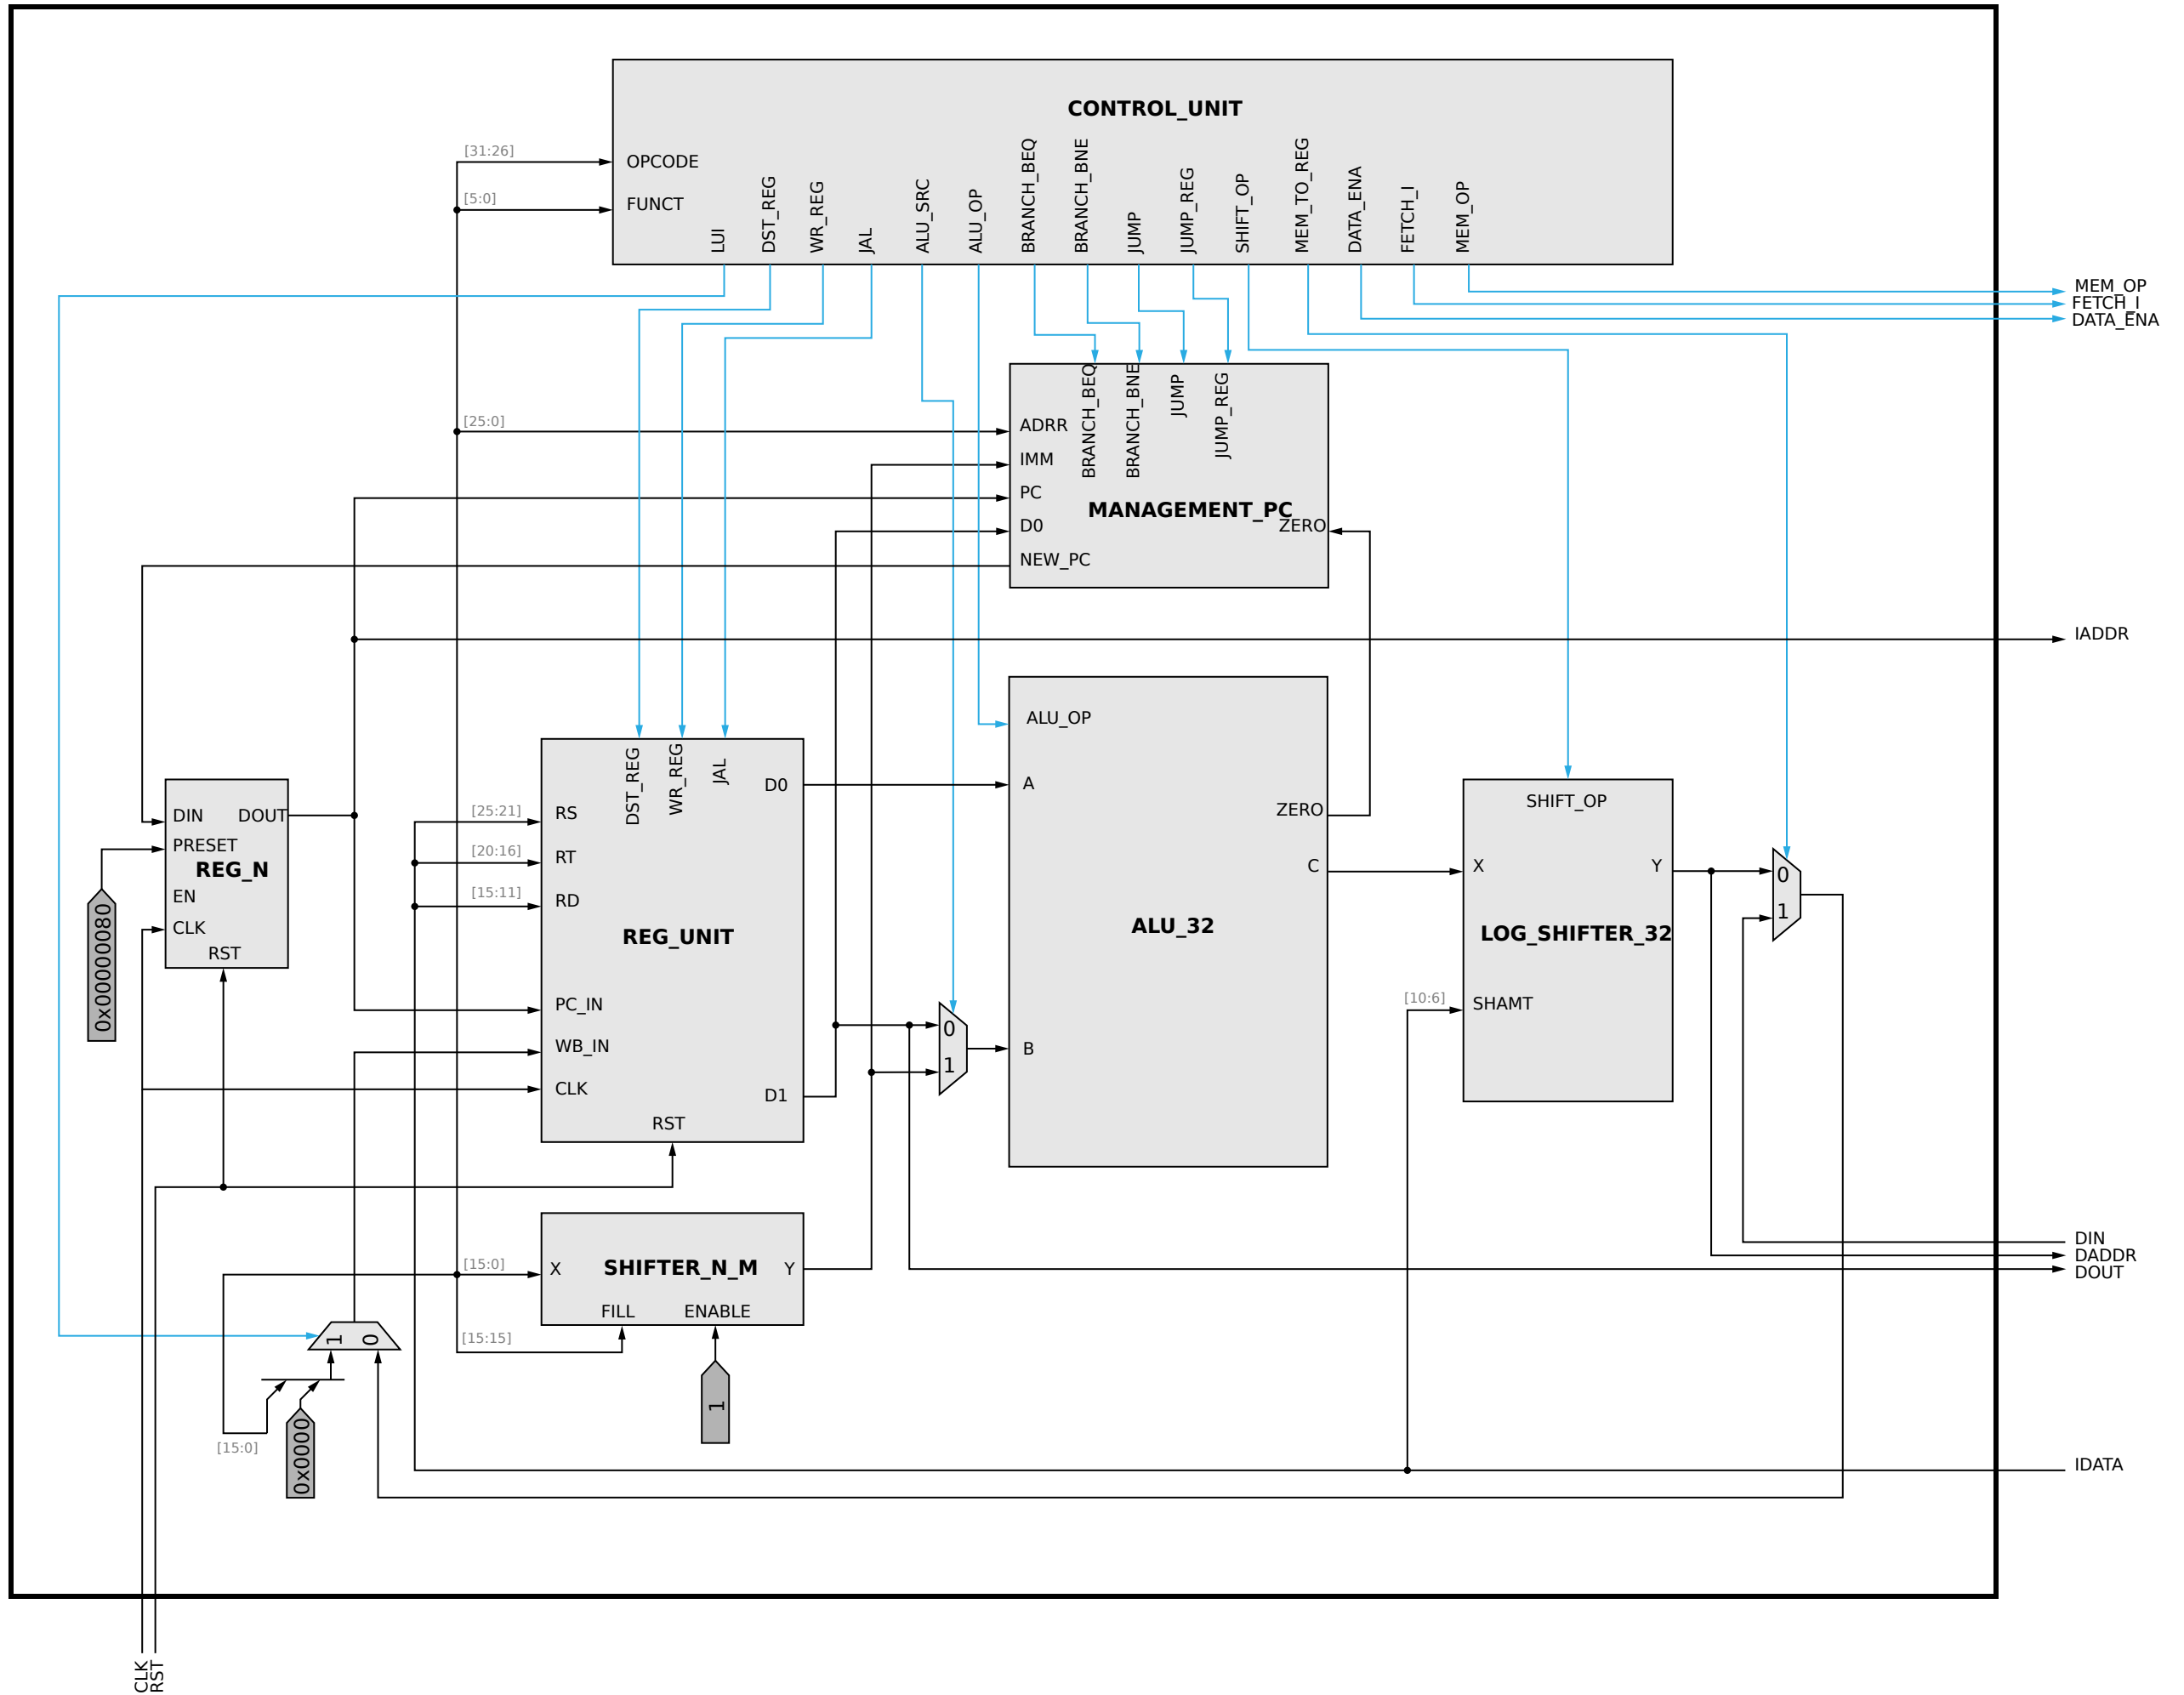 CONTROL_UNIT
[31:26]
OPCODE
[5:0]
FUNCT
LUI
DST_REG
WR_REG
JAL
ALU_SRC
ALU_OP
BRANCH_BEQ
BRANCH_BNE
JUMP
JUMP_REG
SHIFT_OP
MEM_TO_REG
DATA_ENA
FETCH_I
MEM_OP
MEM_OP
FETCH_I
DATA_ENA
BRANCH_BEQ
BRANCH_BNE
JUMP
JUMP_REG
[25:0]
ADRR
IMM
PC
MANAGEMENT_PC
D0
ZERO
NEW_PC
IADDR
ALU_OP
DST_REG
WR_REG
JAL
D0
A
DIN
DOUT
PRESET
REG_N
EN
CLK
RST
0x00000080
[25:21]
RS
[20:16]
RT
[15:11]
RD
REG_UNIT
PC_IN
WB_IN
CLK
D1
RST
0
1
B
ZERO
C
ALU_32
SHIFT_OP
X
Y
LOG_SHIFTER_32
[10:6]
SHAMT
0
1
DIN
DADDR
DOUT
[15:0]
X
SHIFTER_N_M
Y
FILL
ENABLE
[15:15]
1
0
1
[15:0]
0x0000
IDATA
CLK
RST